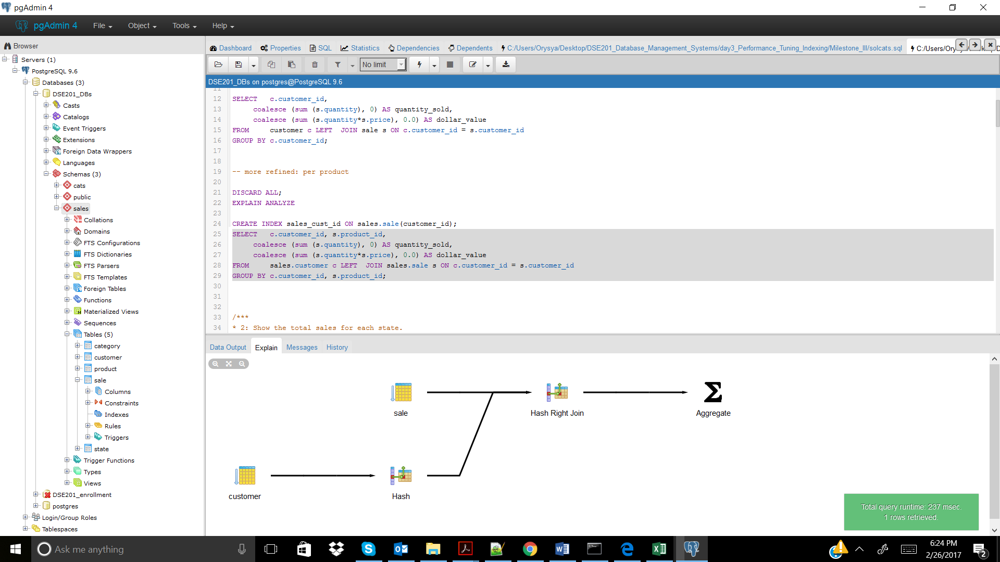 pgAdmin 4
pgAdmin 4 File Object Tools Help
Browser
Servers (1)
PostgreSQL 9.6
Databases (3)
DSE201_DBs
Casts
Catalogs
Event Triggers
Extensions
Foreign Data Wrappers
Languages
Schemas (3)
cats
public
sales
Collations
Domains
FTS Configurations
FTS Dictionaries
FTS Parsers
FTS Templates
Foreign Tables
Functions
Materialized Views
Sequences
Tables (5)
category
customer
product
sale
Columns
Constraints
Indexes
Rules
Triggers
state
Trigger Functions
Types
Views
DSE201_enrollment
postgres
Login/Group Roles
Tablespaces
Dashboard Properties SQL Statistics Dependencies Dependents C:/Users/Orysya/Desktop/DSE201_Database_Management_Systems/day3_Performance_Tuning_Indexing/Milestone_III/solcats.sql
No limit
DSE201_DBs on postgres@PostgreSQL 9.6
11
12 SELECT c.customer_id,
13 coalesce (sum (s.quantity), 0) AS quantity_sold,
14 coalesce (sum (s.quantity*s.price), 0.0) AS dollar_value
15 FROM customer c LEFT JOIN sale s ON c.customer_id = s.customer_id
16 GROUP BY c.customer_id;
17
18
19 -- more refined: per product
20
21 DISCARD ALL;
22 EXPLAIN ANALYZE
23
24 CREATE INDEX sales_cust_id ON sales.sale(customer_id);
25 SELECT c.customer_id, s.product_id,
26 coalesce (sum (s.quantity), 0) AS quantity_sold,
27 coalesce (sum (s.quantity*s.price), 0.0) AS dollar_value
28 FROM sales.customer c LEFT JOIN sales.sale s ON c.customer_id = s.customer_id
29 GROUP BY c.customer_id, s.product_id;
30
31
32
33 /***
34 * 2: Show the total sales for each state.
Data Output Explain Messages History
sale
Hash Right Join
Aggregate
customer
Hash
Total query runtime: 237 msec.
1 rows retrieved.
Ask me anything
6:24 PM
2/26/2017
2